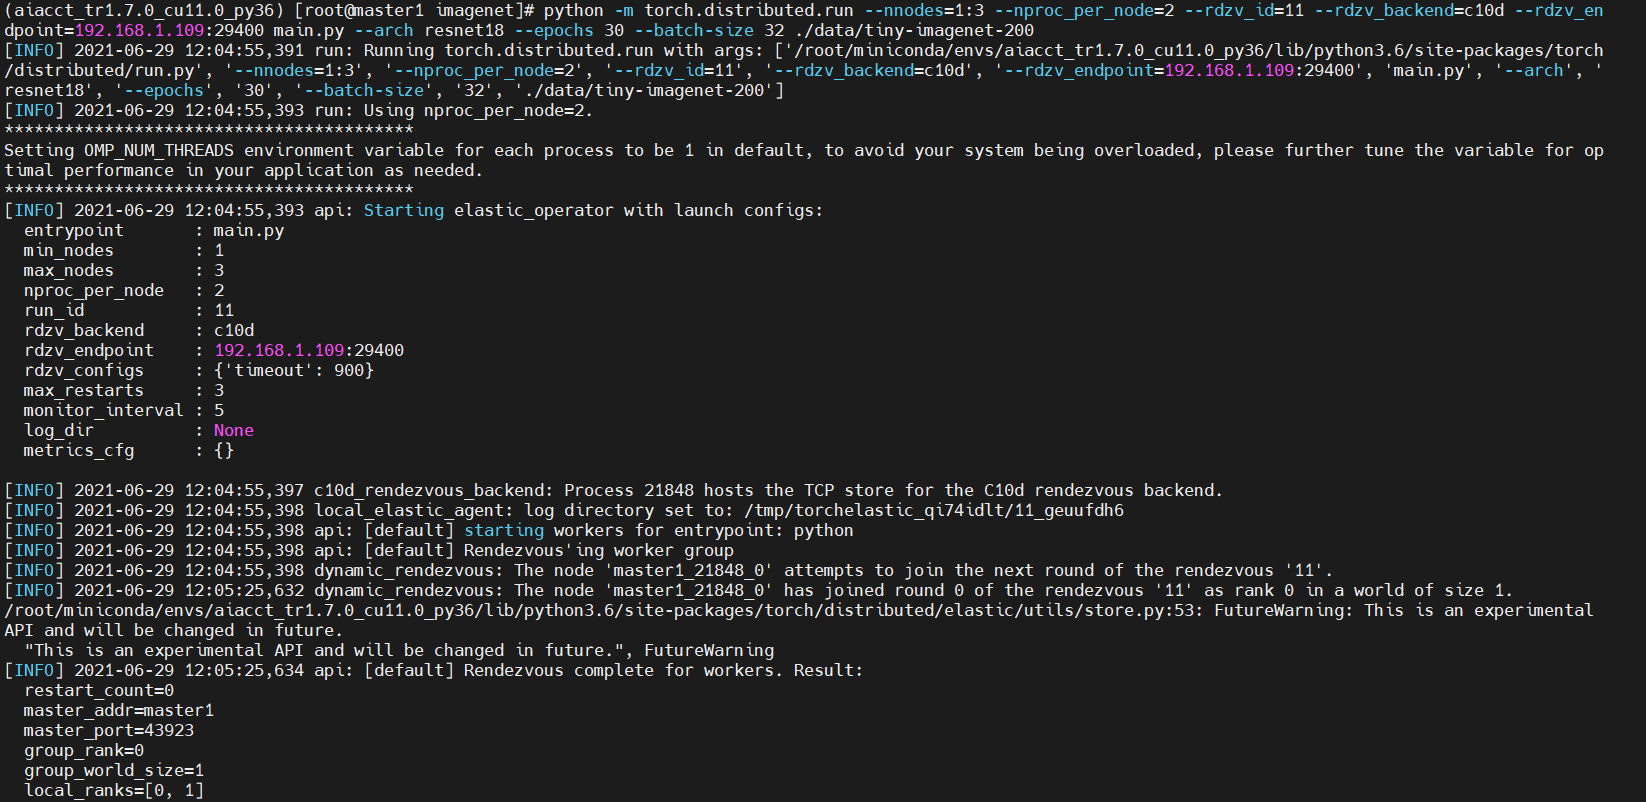 (aiacct_tr1.7.0_cu11.0_py36) [root@master1 imagenet]# python -m torch.distributed.run --nnodes=1:3 --nproc_per_node=2 --rdzv_id=11 --rdzv_backend=c10d --rdzv_en
dpoint=192.168.1.109:29400 main.py --arch resnet18 --epochs 30 --batch-size 32 ./data/tiny-imagenet-200
[INFO] 2021-06-29 12:04:55,391 run: Running torch.distributed.run with args: ['/root/miniconda/envs/aiacct_tr1.7.0_cu11.0_py36/lib/python3.6/site-packages/torch
/distributed/run.py', '--nnodes=1:3', '--nproc_per_node=2', '--rdzv_id=11', '--rdzv_backend=c10d', '--rdzv_endpoint=192.168.1.109:29400', 'main.py', '--arch', '
resnet18', '--epochs', '30', '--batch-size', '32', './data/tiny-imagenet-200']
[INFO] 2021-06-29 12:04:55,393 run: Using nproc_per_node=2.
*****************************************
Setting OMP_NUM_THREADS environment variable for each process to be 1 in default, to avoid your system being overloaded, please further tune the variable for op
timal performance in your application as needed.
*****************************************
[INFO] 2021-06-29 12:04:55,393 api: Starting elastic_operator with launch configs:
  entrypoint       : main.py
  min_nodes        : 1
  max_nodes        : 3
  nproc_per_node   : 2
  run_id           : 11
  rdzv_backend     : c10d
  rdzv_endpoint    : 192.168.1.109:29400
  rdzv_configs     : {'timeout': 900}
  max_restarts     : 3
  monitor_interval : 5
  log_dir          : None
  metrics_cfg      : {}

[INFO] 2021-06-29 12:04:55,397 c10d_rendezvous_backend: Process 21848 hosts the TCP store for the C10d rendezvous backend.
[INFO] 2021-06-29 12:04:55,398 local_elastic_agent: log directory set to: /tmp/torchelastic_qi74idlt/11_geuufdh6
[INFO] 2021-06-29 12:04:55,398 api: [default] starting workers for entrypoint: python
[INFO] 2021-06-29 12:04:55,398 api: [default] Rendezvous'ing worker group
[INFO] 2021-06-29 12:04:55,398 dynamic_rendezvous: The node 'master1_21848_0' attempts to join the next round of the rendezvous '11'.
[INFO] 2021-06-29 12:05:25,632 dynamic_rendezvous: The node 'master1_21848_0' has joined round 0 of the rendezvous '11' as rank 0 in a world of size 1.
/root/miniconda/envs/aiacct_tr1.7.0_cu11.0_py36/lib/python3.6/site-packages/torch/distributed/elastic/utils/store.py:53: FutureWarning: This is an experimental
API and will be changed in future.
  "This is an experimental API and will be changed in future.", FutureWarning
[INFO] 2021-06-29 12:05:25,634 api: [default] Rendezvous complete for workers. Result:
  restart_count=0
  master_addr=master1
  master_port=43923
  group_rank=0
  group_world_size=1
  local_ranks=[0, 1]